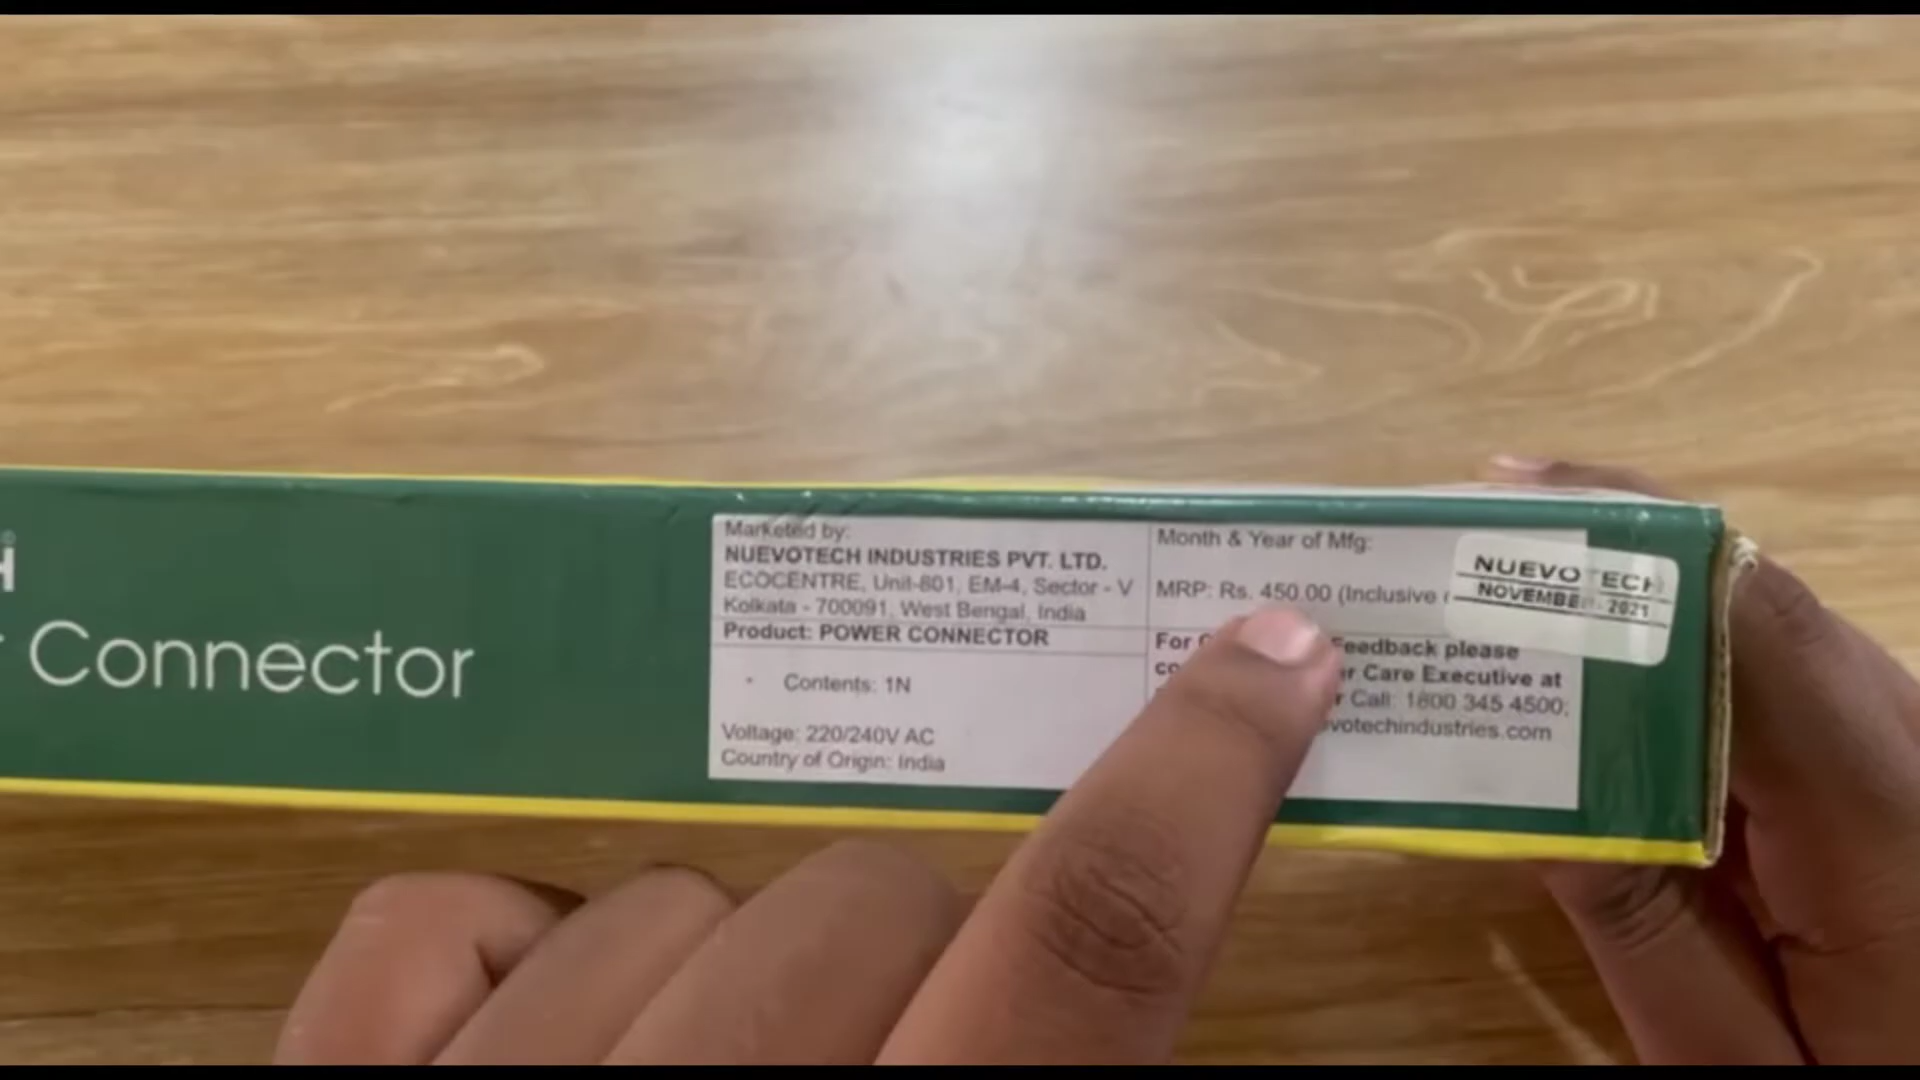 H
Connector
Marketed by:
NUEVOTECH INDUSTRIES PVT. LTD.
ECOCENTRE, Unit-801, EM-4, Sector - V
Kolkata - 700091, West Bengal, India
Product: POWER CONNECTOR
• Contents: 1N
Voltage: 220/240V AC
Country of Origin: India
Month & Year of Mfg:
MRP: Rs. 450.00 (Inclusive
NUEVOTECH
NOVEMBER - 2021
For Feedback please
Care Executive at
Call: 1800 345 4500;
votechindustries.com